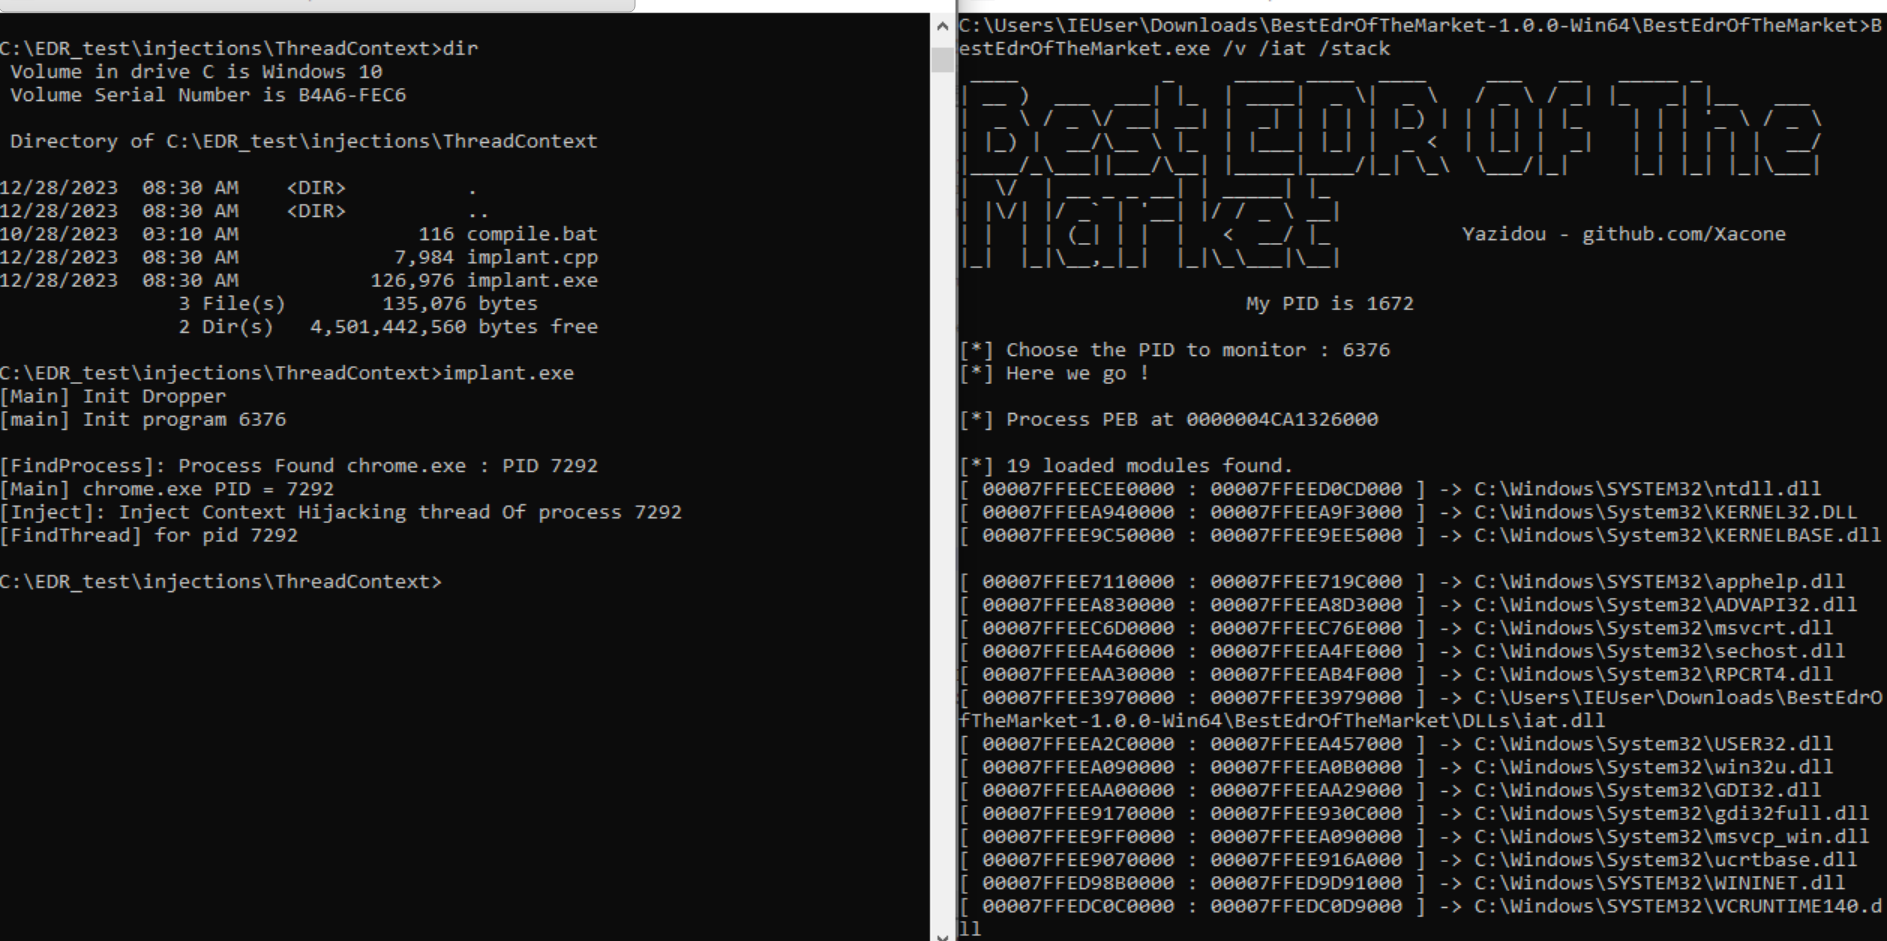 C:\EDR_test\injections\ThreadContext>dir
 Volume in drive C is Windows 10
 Volume Serial Number is B4A6-FEC6
 Directory of C:\EDR_test\injections\ThreadContext
12/28/2023  08:30 AM    <DIR>          .
12/28/2023  08:30 AM    <DIR>          ..
10/28/2023  03:10 AM               116 compile.bat
12/28/2023  08:30 AM             7,984 implant.cpp
12/28/2023  08:30 AM           126,976 implant.exe
               3 File(s)        135,076 bytes
               2 Dir(s)   4,501,442,560 bytes free
C:\EDR_test\injections\ThreadContext>implant.exe
[Main] Init Dropper
[main] Init program 6376
[FindProcess]: Process Found chrome.exe : PID 7292
[Main] chrome.exe PID = 7292
[Inject]: Inject Context Hijacking thread Of process 7292
[FindThread] for pid 7292
C:\EDR_test\injections\ThreadContext>
C:\Users\IEUser\Downloads\BestEdrOfTheMarket-1.0.0-Win64\BestEdrOfTheMarket>B
estEdrOfTheMarket.exe /v /iat /stack
Best EDR Of The
Market
Yazidou - github.com/Xacone
My PID is 1672
[*] Choose the PID to monitor : 6376
[*] Here we go !
[*] Process PEB at 0000004CA1326000
[*] 19 loaded modules found.
[ 00007FFEECEE0000 : 00007FFEED0CD000 ] -> C:\Windows\SYSTEM32\ntdll.dll
[ 00007FFEEA940000 : 00007FFEEA9F3000 ] -> C:\Windows\System32\KERNEL32.DLL
[ 00007FFEE9C50000 : 00007FFEE9EE5000 ] -> C:\Windows\System32\KERNELBASE.dll
[ 00007FFEE7110000 : 00007FFEE719C000 ] -> C:\Windows\SYSTEM32\apphelp.dll
[ 00007FFEEA830000 : 00007FFEEA8D3000 ] -> C:\Windows\System32\ADVAPI32.dll
[ 00007FFEEC6D0000 : 00007FFEEC76E000 ] -> C:\Windows\System32\msvcrt.dll
[ 00007FFEEA460000 : 00007FFEEA4FE000 ] -> C:\Windows\System32\sechost.dll
[ 00007FFEEAA30000 : 00007FFEEAB4F000 ] -> C:\Windows\System32\RPCRT4.dll
[ 00007FFEE3970000 : 00007FFEE3979000 ] -> C:\Users\IEUser\Downloads\BestEdrO
fTheMarket-1.0.0-Win64\BestEdrOfTheMarket\DLLs\iat.dll
[ 00007FFEEA2C0000 : 00007FFEEA457000 ] -> C:\Windows\System32\USER32.dll
[ 00007FFEEA090000 : 00007FFEEA0B0000 ] -> C:\Windows\System32\win32u.dll
[ 00007FFEEAA00000 : 00007FFEEAA29000 ] -> C:\Windows\System32\GDI32.dll
[ 00007FFEE9170000 : 00007FFEE930C000 ] -> C:\Windows\System32\gdi32full.dll
[ 00007FFEE9FF0000 : 00007FFEEA090000 ] -> C:\Windows\System32\msvcp_win.dll
[ 00007FFEE9070000 : 00007FFEE916A000 ] -> C:\Windows\System32\ucrtbase.dll
[ 00007FFED98B0000 : 00007FFED9D91000 ] -> C:\Windows\SYSTEM32\WININET.dll
[ 00007FFEDC0C0000 : 00007FFEDC0D9000 ] -> C:\Windows\SYSTEM32\VCRUNTIME140.d
ll